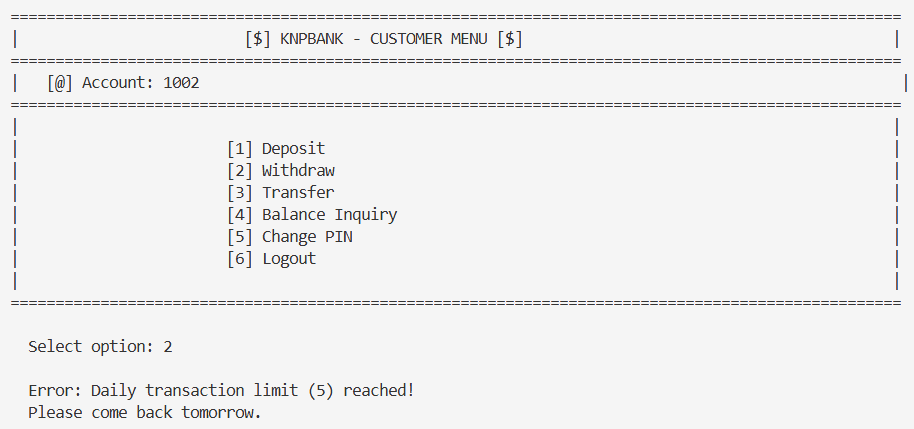 ===================================================================================================
|                         [$] KNPBANK - CUSTOMER MENU [$]                                         |
===================================================================================================
|   [@] Account: 1002                                                                              |
===================================================================================================
|                                                                                                 |
|                       [1] Deposit                                                               |
|                       [2] Withdraw                                                              |
|                       [3] Transfer                                                              |
|                       [4] Balance Inquiry                                                       |
|                       [5] Change PIN                                                            |
|                       [6] Logout                                                                |
|                                                                                                 |
===================================================================================================
Select option: 2
Error: Daily transaction limit (5) reached!
Please come back tomorrow.